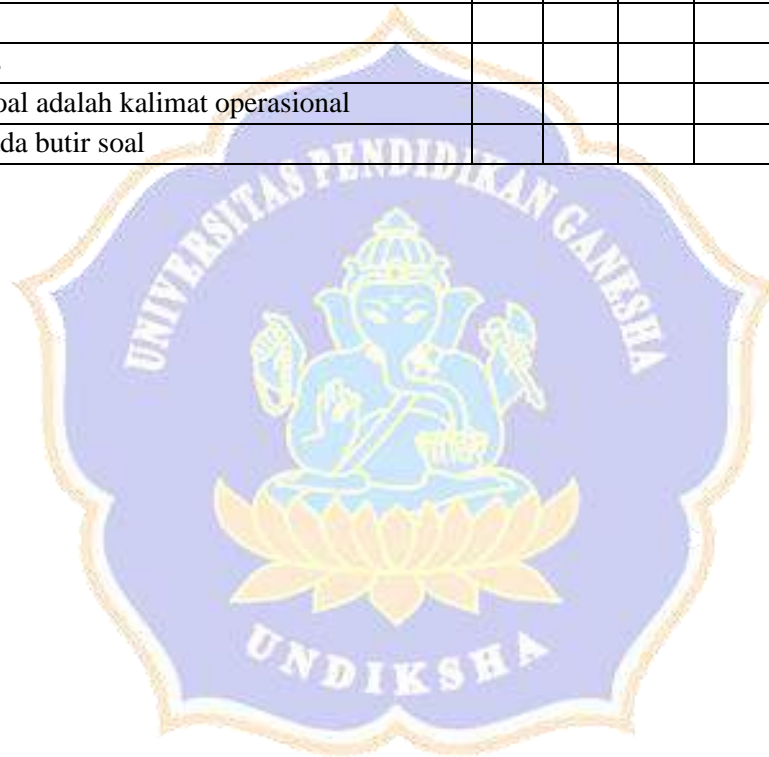 oal adalah kalimat operasional
da butir soal
UNIVERSITAS PENDIDIKAN GANESHA
UNDIKSHA